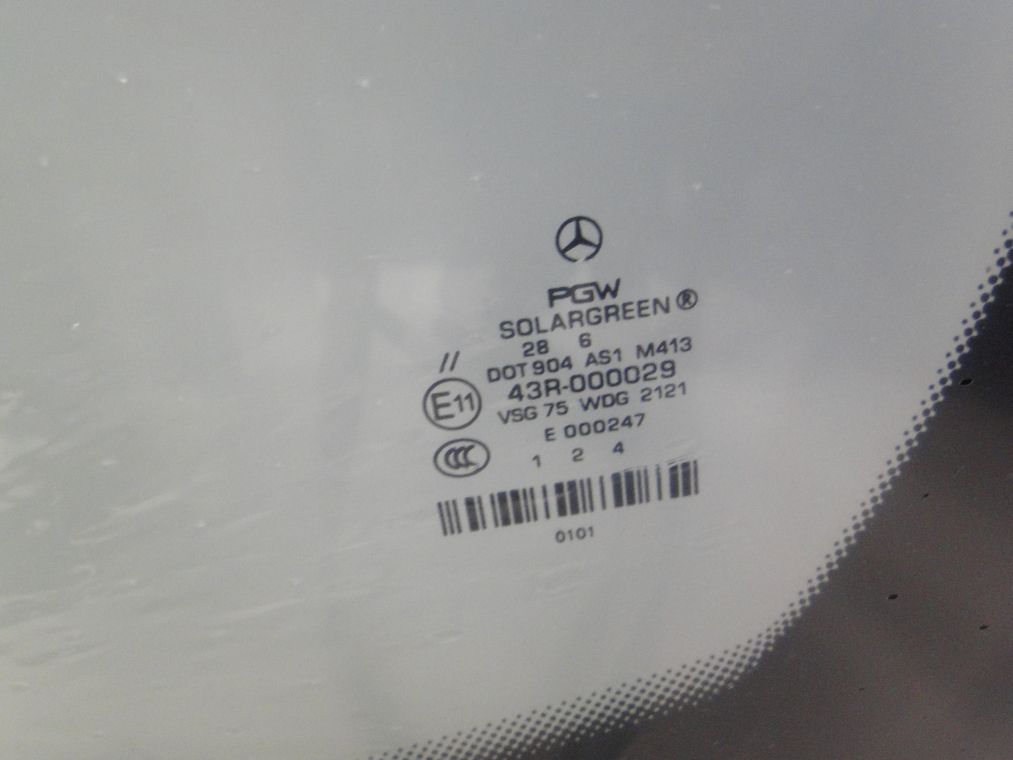 PGW
SOLARGREEN®
28 6
//
DOT 904 AS1 M413
E11
43R-000029
VSG 75 WDG 2121
E 000247
CCC
1 2 4
0101